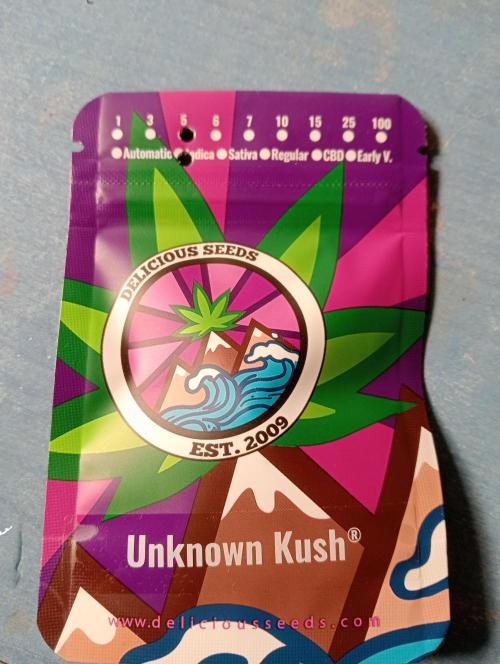 1 3 5 6 7 10 15 25 100
Automatic Indica Sativa Regular CBD Early V.
DELICIOUS SEEDS
EST. 2009
Unknown Kush®
www.deliciousseeds.com